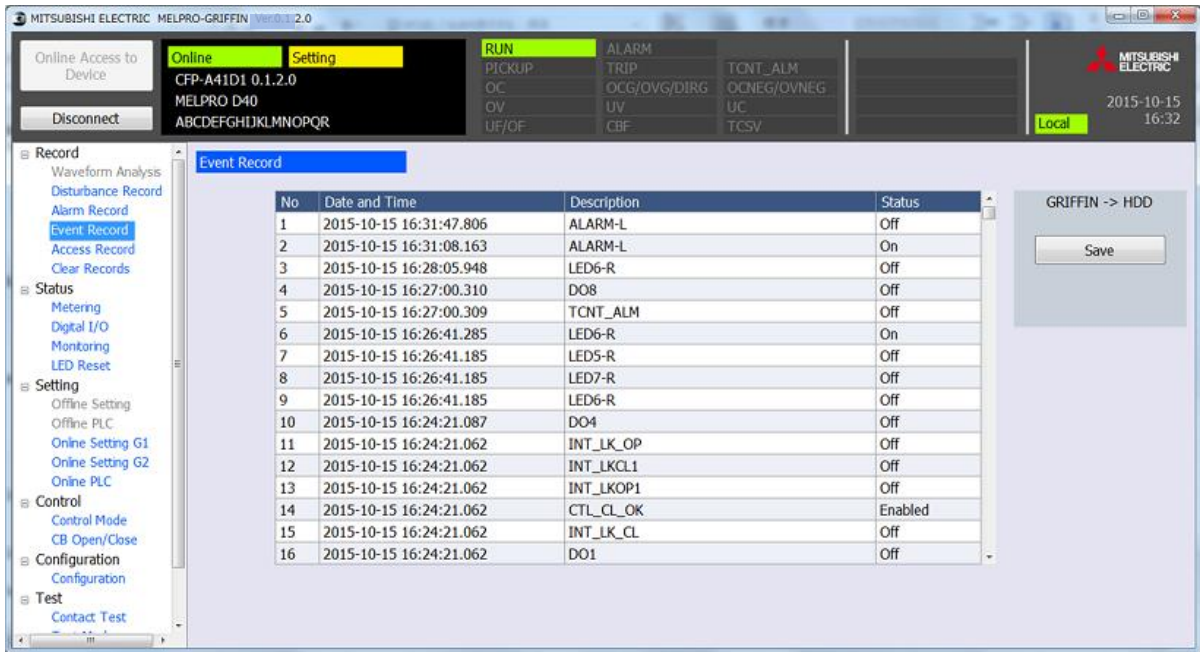 MITSUBISHI ELECTRIC MELPRO-GRIFFIN Ver.0.1.2.0
Online Access to
Device
Disconnect
Online Setting
CFP-A41D1 0.1.2.0
MELPRO D40
ABCDEFGHIJKLMNOPQR
RUN ALARM
PICKUP TRIP TCNT_ALM
OC OCG/OVG/DIRG OCNEG/OVNEG
OV UV UC
UF/OF CBF TCSV
MITSUBISHI
ELECTRIC
2015-10-15
Local 16:32
Record
Waveform Analysis
Disturbance Record
Alarm Record
Event Record
Access Record
Clear Records
Status
Metering
Digital I/O
Monitoring
LED Reset
Setting
Offline Setting
Offline PLC
Online Setting G1
Online Setting G2
Online PLC
Control
Control Mode
CB Open/Close
Configuration
Configuration
Test
Contact Test
Event Record
No Date and Time Description Status
1 2015-10-15 16:31:47.806 ALARM-L Off
2 2015-10-15 16:31:08.163 ALARM-L On
3 2015-10-15 16:28:05.948 LED6-R Off
4 2015-10-15 16:27:00.310 DO8 Off
5 2015-10-15 16:27:00.309 TCNT_ALM Off
6 2015-10-15 16:26:41.285 LED6-R On
7 2015-10-15 16:26:41.185 LED5-R Off
8 2015-10-15 16:26:41.185 LED7-R Off
9 2015-10-15 16:26:41.185 LED6-R Off
10 2015-10-15 16:24:21.087 DO4 Off
11 2015-10-15 16:24:21.062 INT_LK_OP Off
12 2015-10-15 16:24:21.062 INT_LKCL1 Off
13 2015-10-15 16:24:21.062 INT_LKOP1 Off
14 2015-10-15 16:24:21.062 CTL_CL_OK Enabled
15 2015-10-15 16:24:21.062 INT_LK_CL Off
16 2015-10-15 16:24:21.062 DO1 Off
GRIFFIN -> HDD
Save